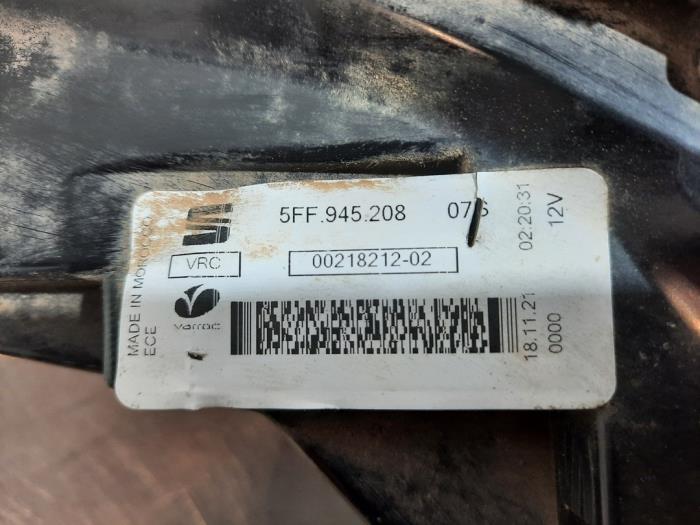 5FF.945.208
VRC
00218212-02
varroc
MADE IN MOROCCO
ECE
02:20:31
12V
18.11.21
0000